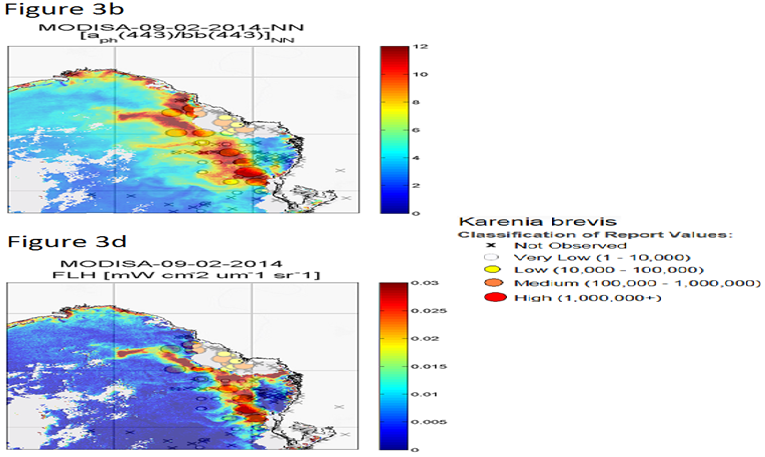 Figure 3b
MODISA-09-02-2014-NN
[aph(443)/bb(443)]NN
12
10
8
6
4
2
0
Figure 3d
MODISA-09-02-2014
FLH [mW cm-2 um-1 sr-1]
0.03
0.025
0.02
0.015
0.01
0.005
0
Karenia brevis
Classification of Report Values:
Not Observed
Very Low (1 - 10,000)
Low (10,000 - 100,000)
Medium (100,000 - 1,000,000)
High (1,000,000+)